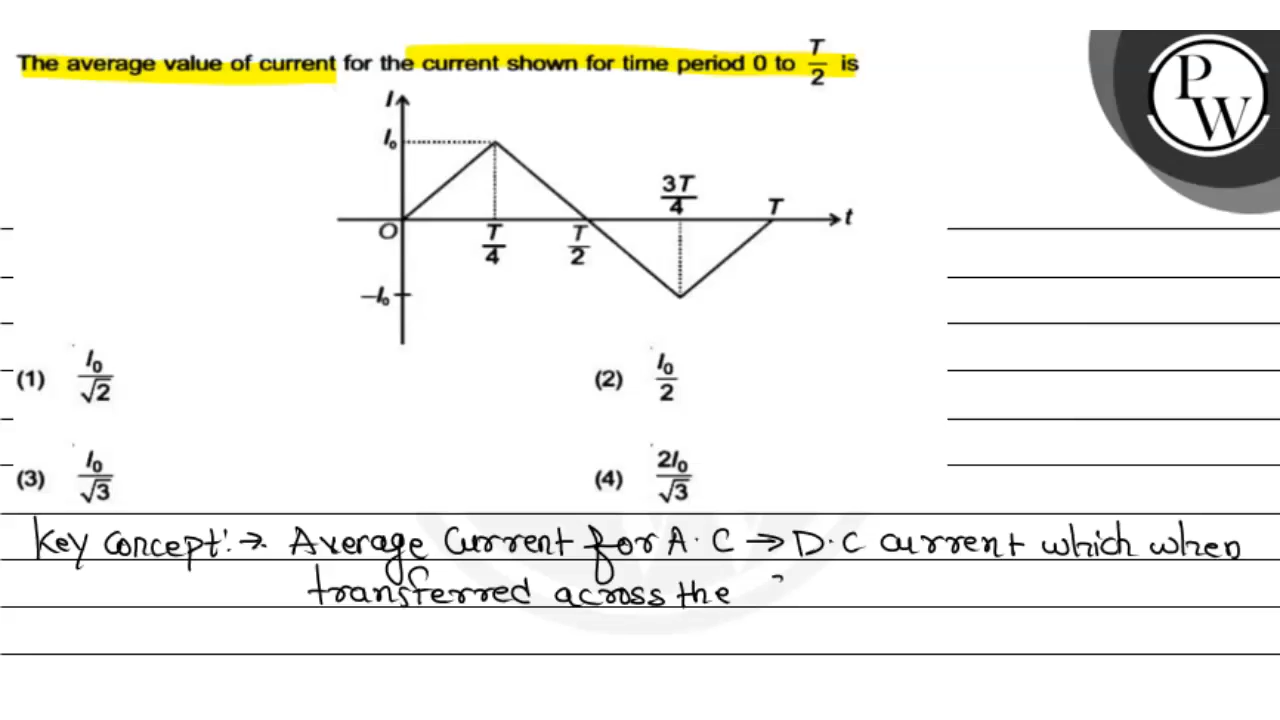 The average value of current for the current shown for time period 0 to T/2 is
I
I₀
O
T/4
T/2
3T/4
T
t
–I₀
(1) I₀/√2
(2) I₀/2
(3) I₀/√3
(4) 2I₀/√3
Key concept:→ Average Current for A.C → D.C current which when
transferred across the
PW